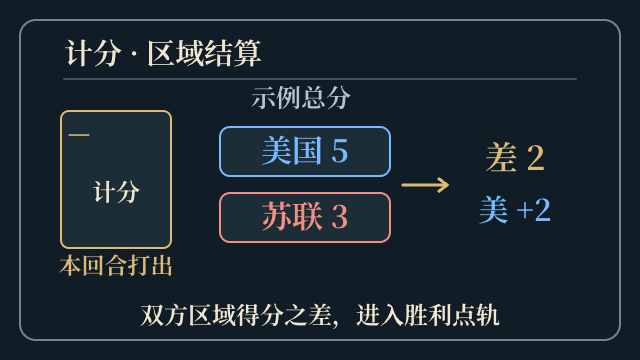 计分 · 区域结算
示例总分
计分
本回合打出
美国 5
苏联 3
差 2
美 +2
双方区域得分之差，进入胜利点轨